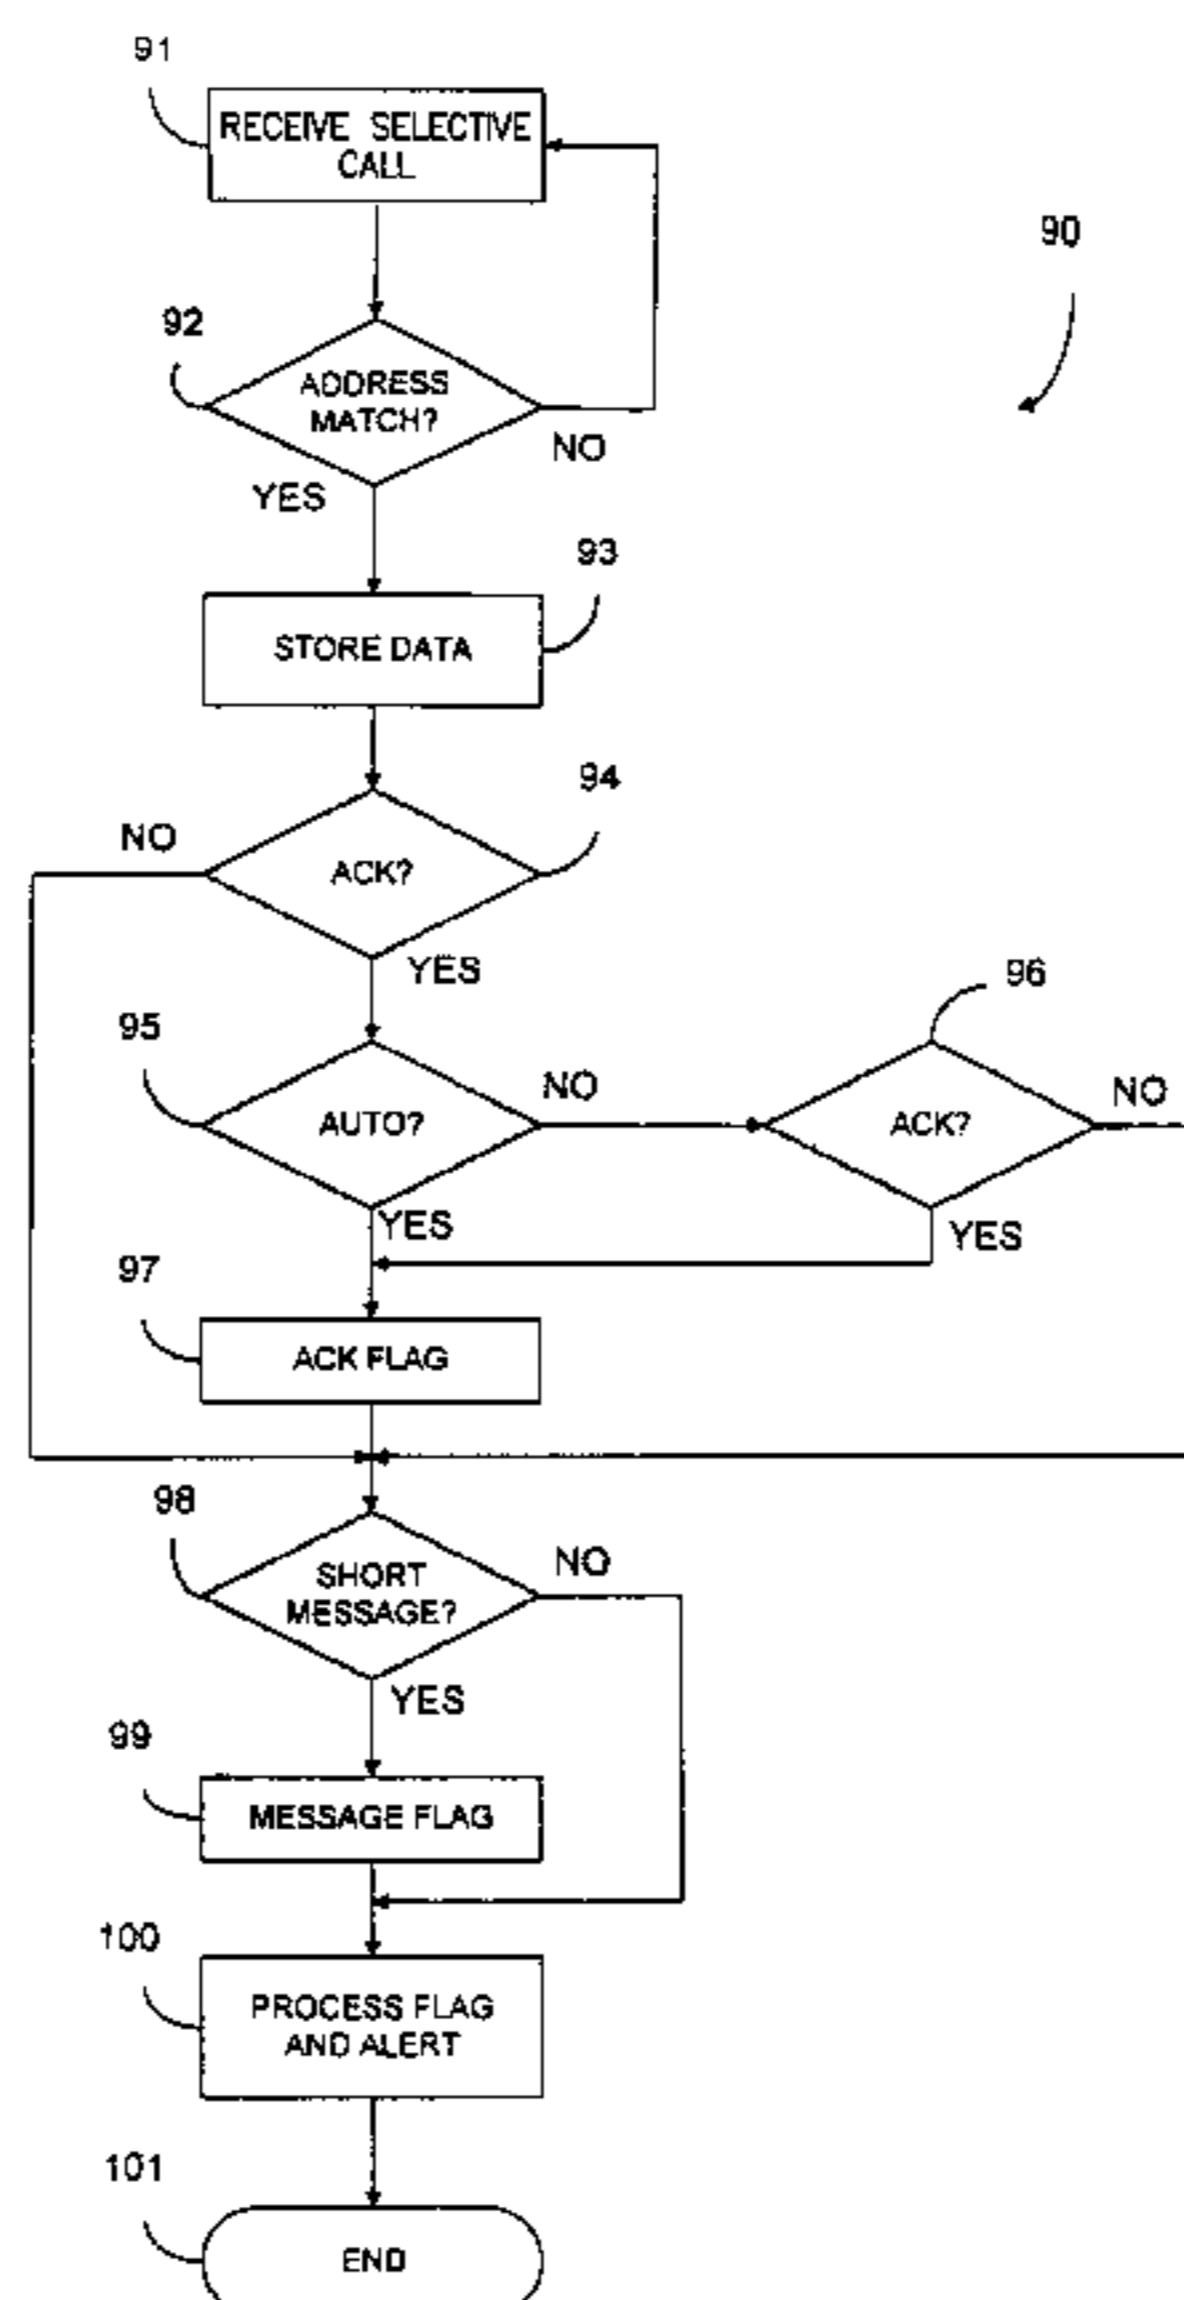 91
RECEIVE SELECTIVE
CALL
90
92
ADDRESS
MATCH?
NO
YES
93
STORE DATA
94
NO
ACK?
YES
96
95
NO
NO
AUTO?
ACK?
YES
YES
97
ACK FLAG
98
NO
SHORT
MESSAGE?
YES
99
MESSAGE FLAG
100
PROCESS FLAG
AND ALERT
101
END